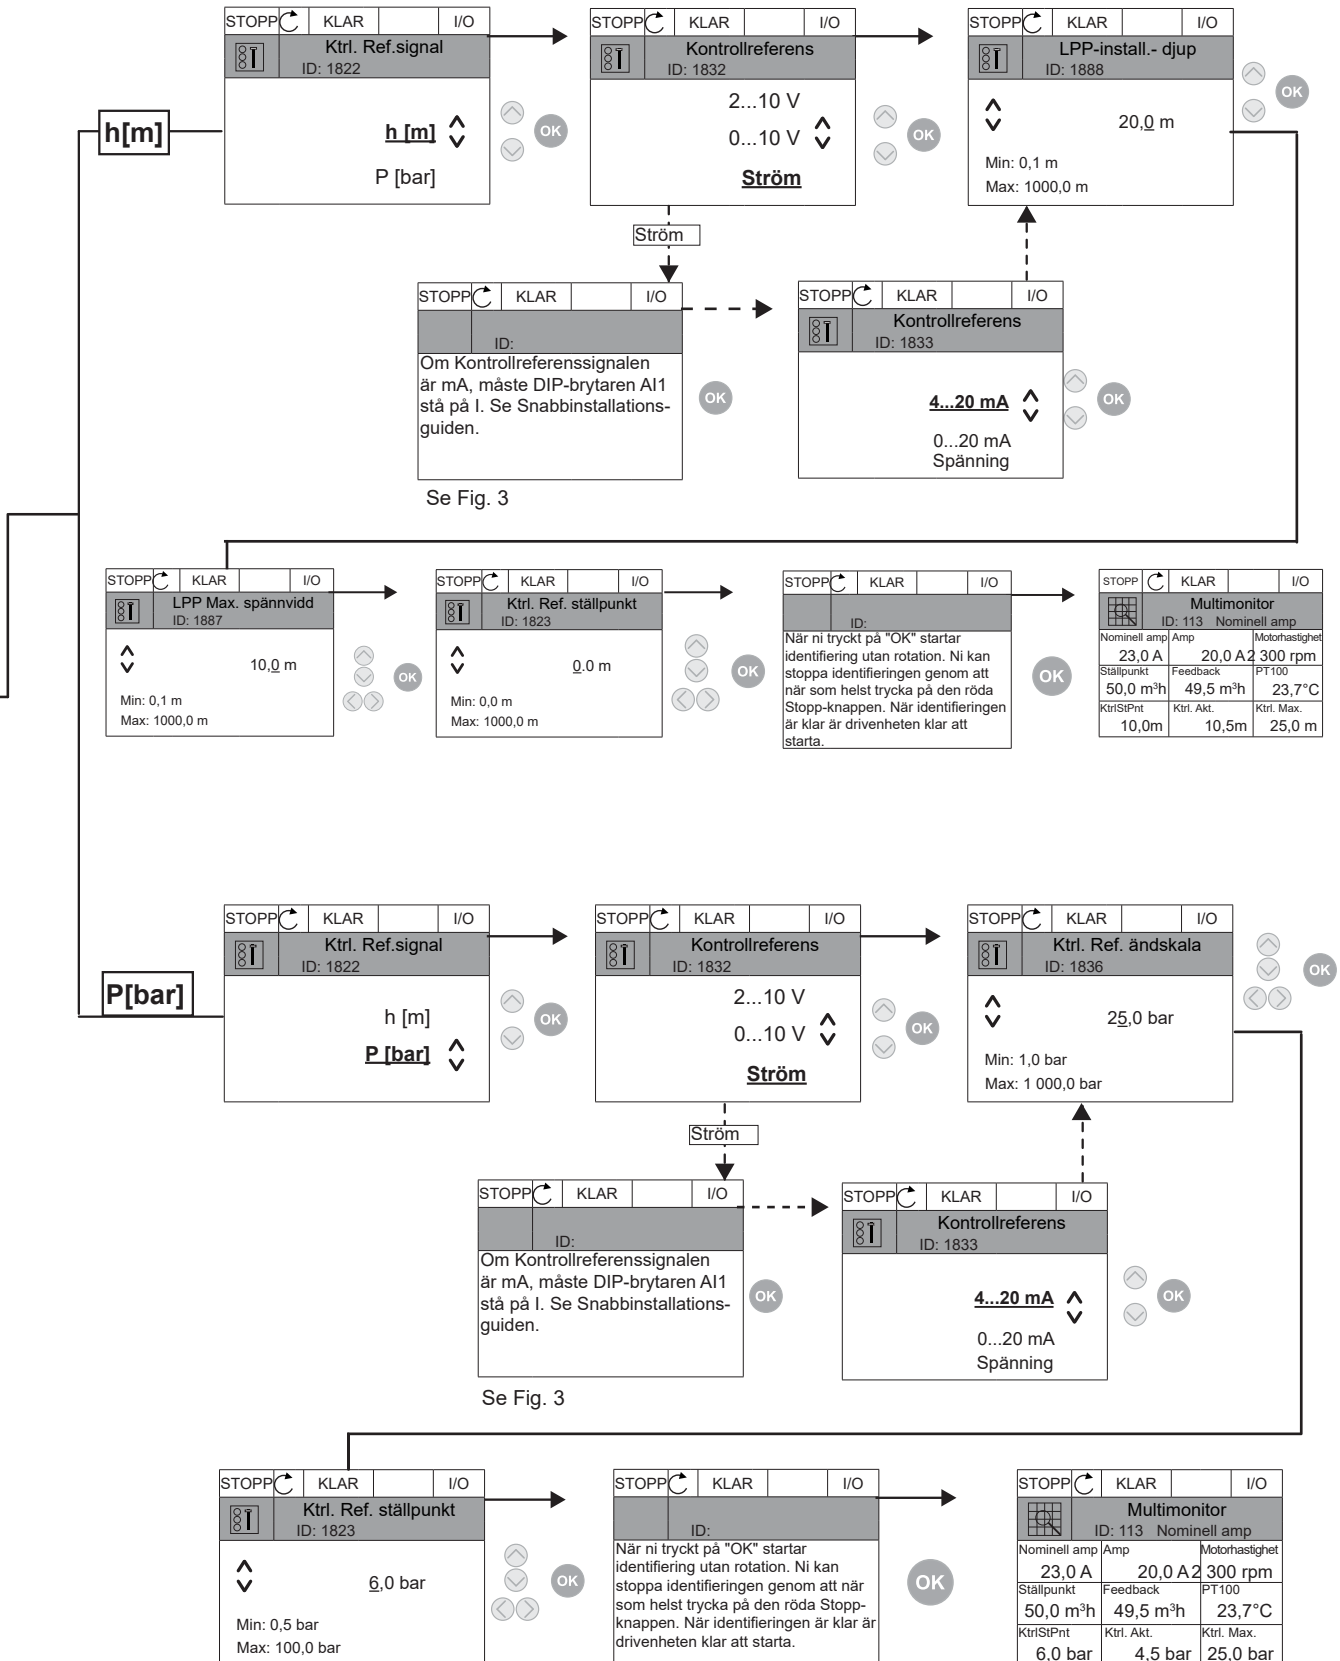 h[m]
STOPP KLAR I/O
Ktrl. Ref.signal
ID: 1822
h [m]
P [bar]
OK
STOPP KLAR I/O
Kontrollreferens
ID: 1832
2...10 V
0...10 V
Ström
OK
STOPP KLAR I/O
LPP-install.- djup
ID: 1888
20,0 m
Min: 0,1 m
Max: 1000,0 m
OK
Ström
STOPP KLAR I/O
ID:
Om Kontrollreferenssignalen
är mA, måste DIP-brytaren AI1
stå på I. Se Snabbinstallations-
guiden.
OK
Se Fig. 3
STOPP KLAR I/O
Kontrollreferens
ID: 1833
4...20 mA
0...20 mA
Spänning
OK
STOPP KLAR I/O
LPP Max. spännvidd
ID: 1887
10,0 m
Min: 0,1 m
Max: 1000,0 m
OK
STOPP KLAR I/O
Ktrl. Ref. ställpunkt
ID: 1823
0.0 m
Min: 0,0 m
Max: 1000,0 m
OK
STOPP KLAR I/O
ID:
När ni tryckt på "OK" startar
identifiering utan rotation. Ni kan
stoppa identifieringen genom att
när som helst trycka på den röda
Stopp-knappen. När identifieringen
är klar är drivenheten klar att
starta.
OK
STOPP KLAR I/O
Multimonitor
ID: 113 Nominell amp
Nominell amp Amp Motorhastighet
23,0 A 20,0 A 2 300 rpm
Ställpunkt Feedback PT100
50,0 m³h 49,5 m³h 23,7°C
KtrlStPnt Ktrl. Akt. Ktrl. Max.
10,0m 10,5m 25,0 m
P[bar]
STOPP KLAR I/O
Ktrl. Ref.signal
ID: 1822
h [m]
P [bar]
OK
STOPP KLAR I/O
Kontrollreferens
ID: 1832
2...10 V
0...10 V
Ström
OK
STOPP KLAR I/O
Ktrl. Ref. ändskala
ID: 1836
25,0 bar
Min: 1,0 bar
Max: 1 000,0 bar
OK
Ström
STOPP KLAR I/O
ID:
Om Kontrollreferenssignalen
är mA, måste DIP-brytaren AI1
stå på I. Se Snabbinstallations-
guiden.
OK
Se Fig. 3
STOPP KLAR I/O
Kontrollreferens
ID: 1833
4...20 mA
0...20 mA
Spänning
OK
STOPP KLAR I/O
Ktrl. Ref. ställpunkt
ID: 1823
6,0 bar
Min: 0,5 bar
Max: 100,0 bar
OK
STOPP KLAR I/O
ID:
När ni tryckt på "OK" startar
identifiering utan rotation. Ni kan
stoppa identifieringen genom att när
som helst trycka på den röda Stopp-
knappen. När identifieringen är klar är
drivenheten klar att starta.
OK
STOPP KLAR I/O
Multimonitor
ID: 113 Nominell amp
Nominell amp Amp Motorhastighet
23,0 A 20,0 A 2 300 rpm
Ställpunkt Feedback PT100
50,0 m³h 49,5 m³h 23,7°C
KtrlStPnt Ktrl. Akt. Ktrl. Max.
6,0 bar 4,5 bar 25,0 bar